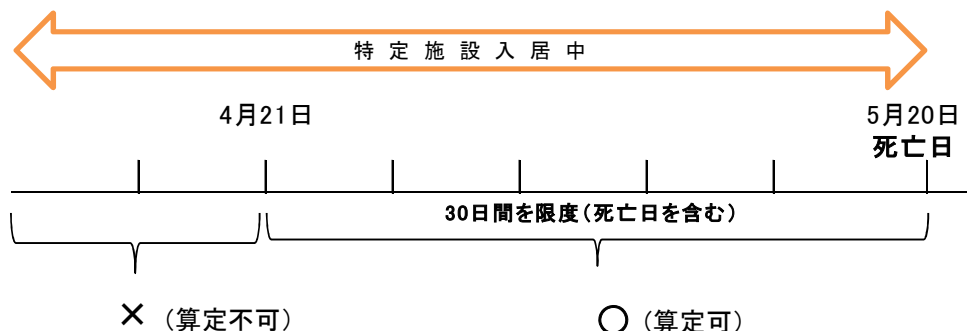 特定施設入居中
4月21日
5月20日
死亡日
30日間を限度(死亡日を含む)
×(算定不可)
○(算定可)